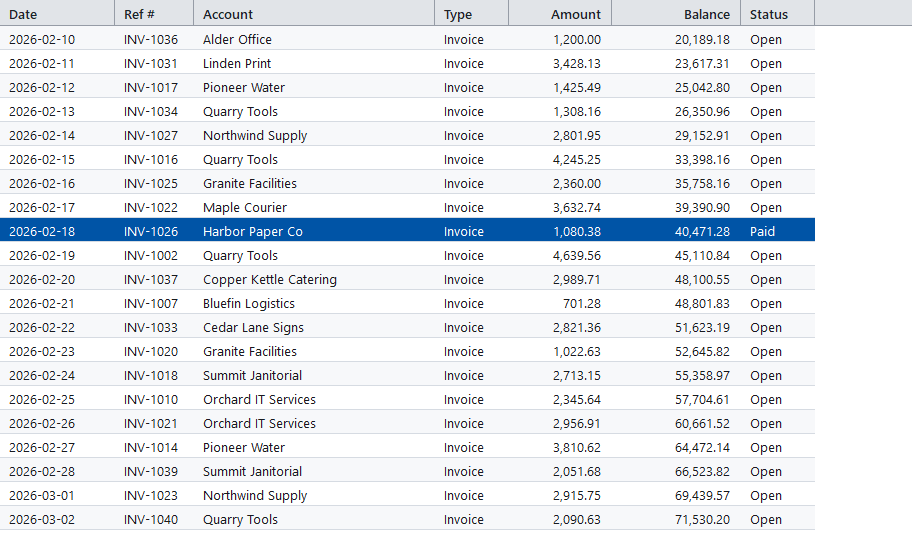 Date Ref # Account Type Amount Balance Status
2026-02-10 INV-1036 Alder Office Invoice 1,200.00 20,189.18 Open
2026-02-11 INV-1031 Linden Print Invoice 3,428.13 23,617.31 Open
2026-02-12 INV-1017 Pioneer Water Invoice 1,425.49 25,042.80 Open
2026-02-13 INV-1034 Quarry Tools Invoice 1,308.16 26,350.96 Open
2026-02-14 INV-1027 Northwind Supply Invoice 2,801.95 29,152.91 Open
2026-02-15 INV-1016 Quarry Tools Invoice 4,245.25 33,398.16 Open
2026-02-16 INV-1025 Granite Facilities Invoice 2,360.00 35,758.16 Open
2026-02-17 INV-1022 Maple Courier Invoice 3,632.74 39,390.90 Open
2026-02-18 INV-1026 Harbor Paper Co Invoice 1,080.38 40,471.28 Paid
2026-02-19 INV-1002 Quarry Tools Invoice 4,639.56 45,110.84 Open
2026-02-20 INV-1037 Copper Kettle Catering Invoice 2,989.71 48,100.55 Open
2026-02-21 INV-1007 Bluefin Logistics Invoice 701.28 48,801.83 Open
2026-02-22 INV-1033 Cedar Lane Signs Invoice 2,821.36 51,623.19 Open
2026-02-23 INV-1020 Granite Facilities Invoice 1,022.63 52,645.82 Open
2026-02-24 INV-1018 Summit Janitorial Invoice 2,713.15 55,358.97 Open
2026-02-25 INV-1010 Orchard IT Services Invoice 2,345.64 57,704.61 Open
2026-02-26 INV-1021 Orchard IT Services Invoice 2,956.91 60,661.52 Open
2026-02-27 INV-1014 Pioneer Water Invoice 3,810.62 64,472.14 Open
2026-02-28 INV-1039 Summit Janitorial Invoice 2,051.68 66,523.82 Open
2026-03-01 INV-1023 Northwind Supply Invoice 2,915.75 69,439.57 Open
2026-03-02 INV-1040 Quarry Tools Invoice 2,090.63 71,530.20 Open